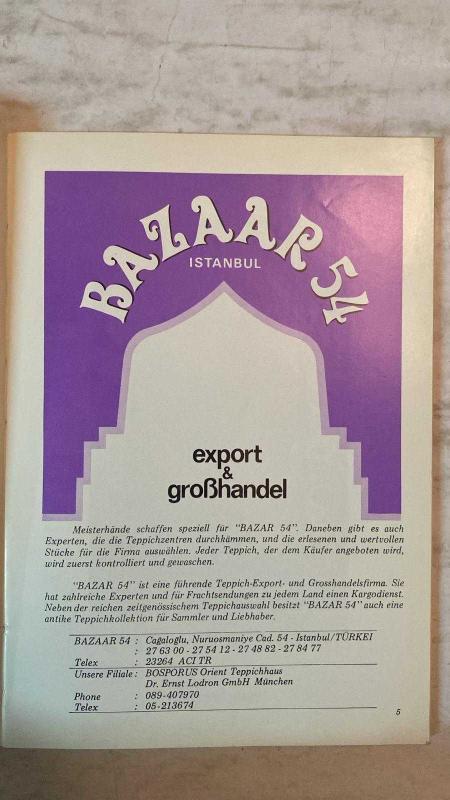 BAZAAR 54
ISTANBUL
export
&
großhandel
Meisterhände schaffen speziell für "BAZAR 54". Daneben gibt es auch
Experten, die die Teppichzentren durchkämmen, und die erlesenen und wertvollen
Stücke für die Firma auswählen. Jeder Teppich, der dem Käufer angeboten wird,
wird zuerst kontrolliert und gewaschen.
"BAZAR 54" ist eine führende Teppich-Export- und Grosshandelsfirma. Sie
hat zahlreiche Experten und für Frachtsendungen zu jedem Land einen Kargodienst.
Neben der reichen zeitgenössischem Teppichauswahl besitzt "BAZAR 54" auch eine
antike Teppichkollektion für Sammler und Liebhaber.
BAZAAR 54 : Cağaloğlu, Nuruosmaniye Cad. 54 - Istanbul/TÜRKEI
: 27 63 00 - 27 54 12 - 27 48 82 - 27 84 77
Telex : 23264 ACI TR
Unsere Filiale : BOSPORUS Orient Teppichhaus
Dr. Ernst Lodron GmbH München
Phone : 089-407970
Telex : 05-213674
5